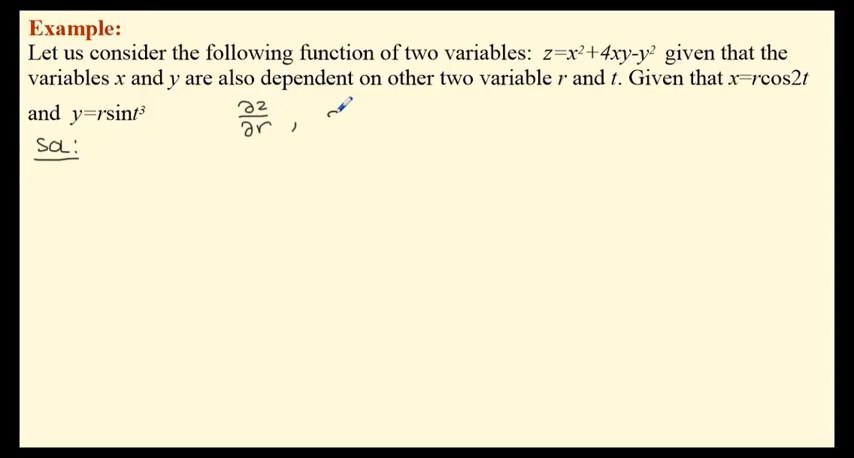 Example:
Let us consider the following function of two variables: z=x²+4xy-y² given that the
variables x and y are also dependent on other two variable r and t. Given that x=rcos2t
and y=rsint³ ∂z/∂r ,
Sol: